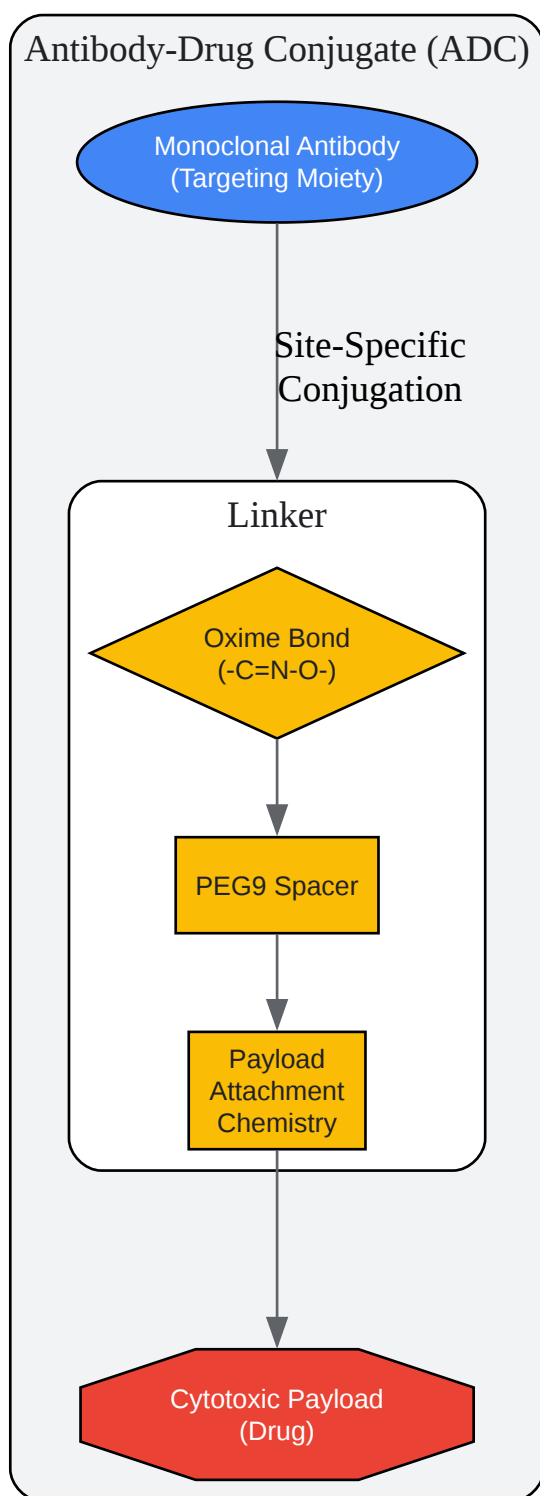 Antibody-Drug Conjugate (ADC)
Monoclonal Antibody
(Targeting Moiety)
Site-Specific
Conjugation
Linker
Oxime Bond
(-C=N-O-)
PEG9 Spacer
Payload
Attachment
Chemistry
Cytotoxic Payload
(Drug)